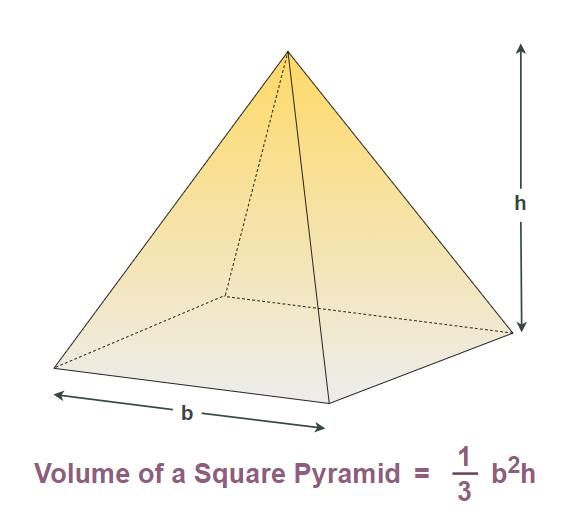 h
b
Volume of a Square Pyramid = 1/3 b²h